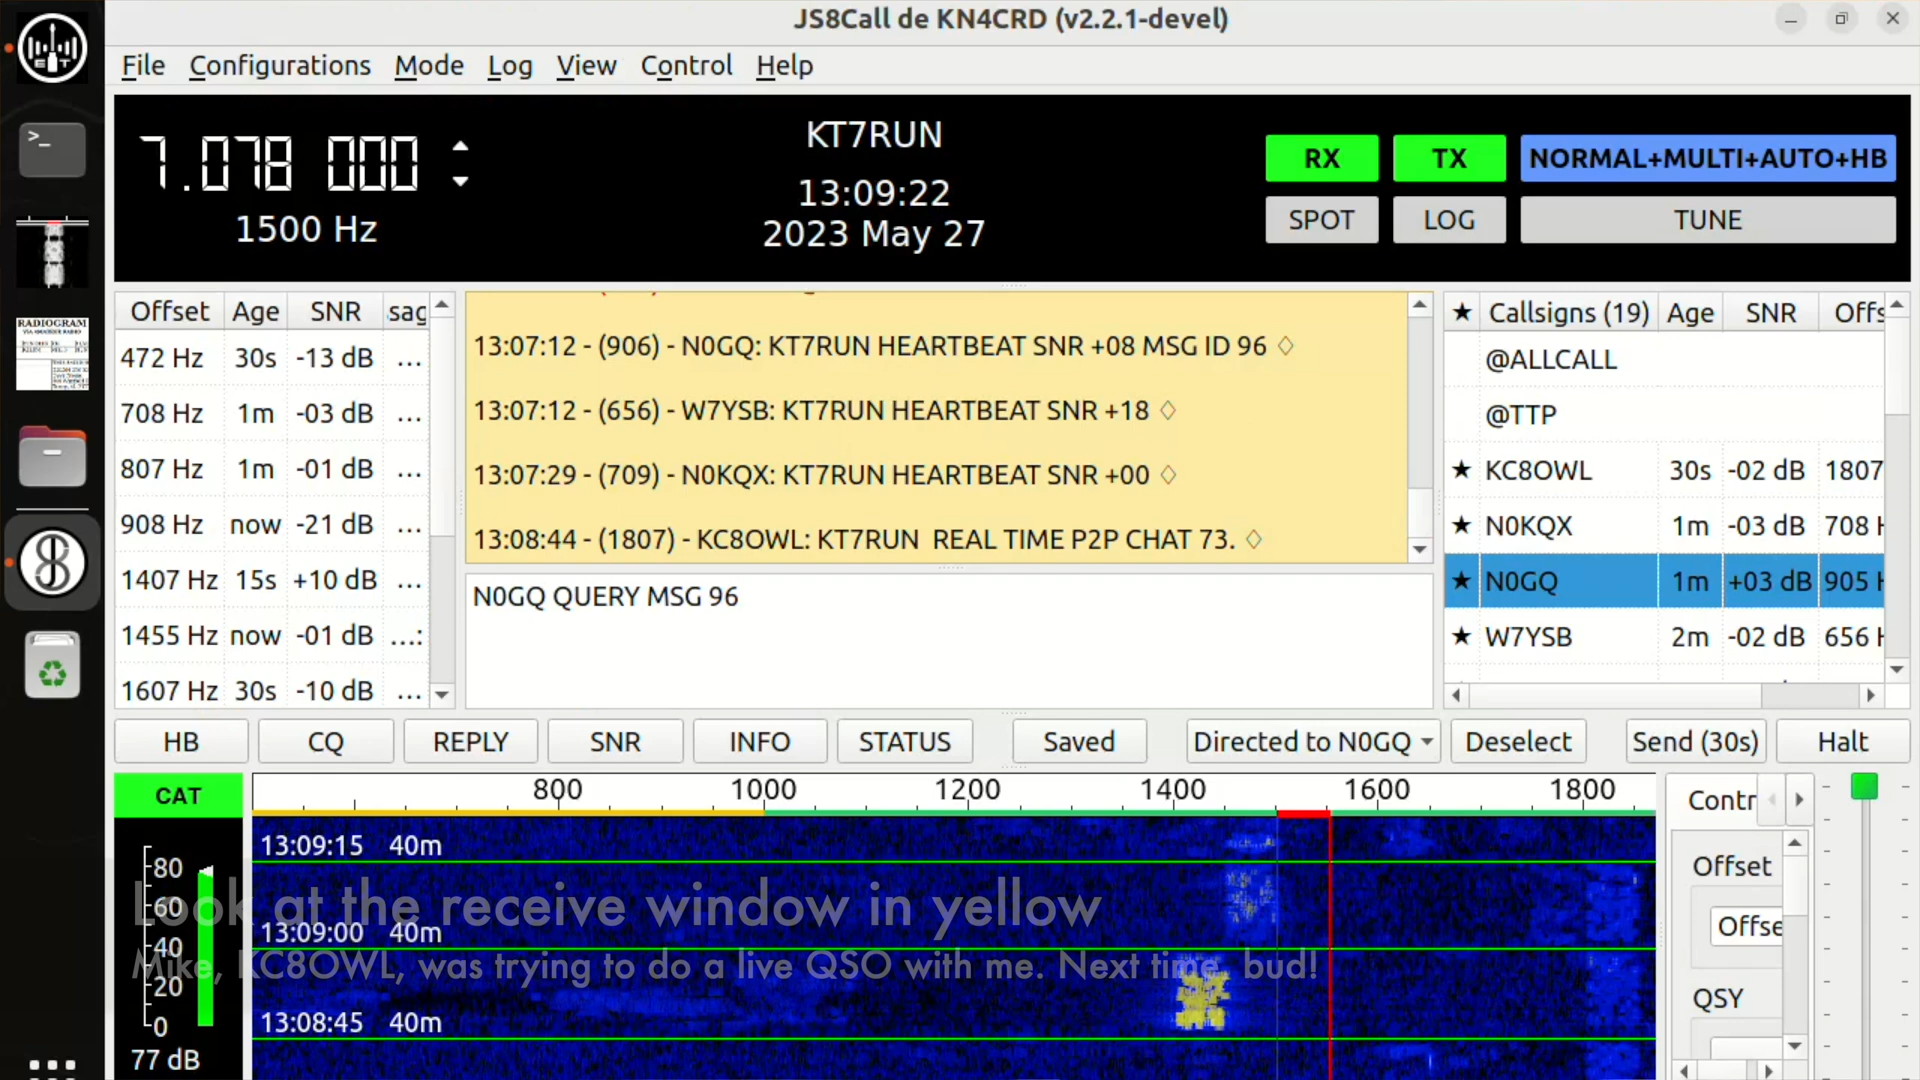 JS8Call de KN4CRD (v2.2.1-devel)
File Configurations Mode Log View Control Help
7.078 000
1500 Hz
KT7RUN
13:09:22
2023 May 27
RX TX NORMAL+MULTI+AUTO+HB
SPOT LOG TUNE
RADIOGRAM
VIA AMATEUR RADIO
Offset Age SNR sag
472 Hz 30s -13 dB ...
708 Hz 1m -03 dB ...
807 Hz 1m -01 dB ...
908 Hz now -21 dB ...
1407 Hz 15s +10 dB ...
1455 Hz now -01 dB ...:
1607 Hz 30s -10 dB ...
13:07:12 - (906) - N0GQ: KT7RUN HEARTBEAT SNR +08 MSG ID 96 ♢
13:07:12 - (656) - W7YSB: KT7RUN HEARTBEAT SNR +18 ♢
13:07:29 - (709) - N0KQX: KT7RUN HEARTBEAT SNR +00 ♢
13:08:44 - (1807) - KC8OWL: KT7RUN  REAL TIME P2P CHAT 73. ♢
N0GQ QUERY MSG 96
★ Callsigns (19) Age SNR Offs
@ALLCALL
@TTP
★ KC8OWL 30s -02 dB 1807
★ N0KQX 1m -03 dB 708 H
★ N0GQ 1m +03 dB 905 H
★ W7YSB 2m -02 dB 656 H
HB CQ REPLY SNR INFO STATUS Saved Directed to N0GQ Deselect Send (30s) Halt
CAT
800 1000 1200 1400 1600 1800
Contr
13:09:15 40m
80
60
40
20
0
77 dB
Look at the receive window in yellow
13:09:00 40m
Mike, KC8OWL, was trying to do a live QSO with me. Next time, bud!
13:08:45 40m
Offset
Offse
QSY